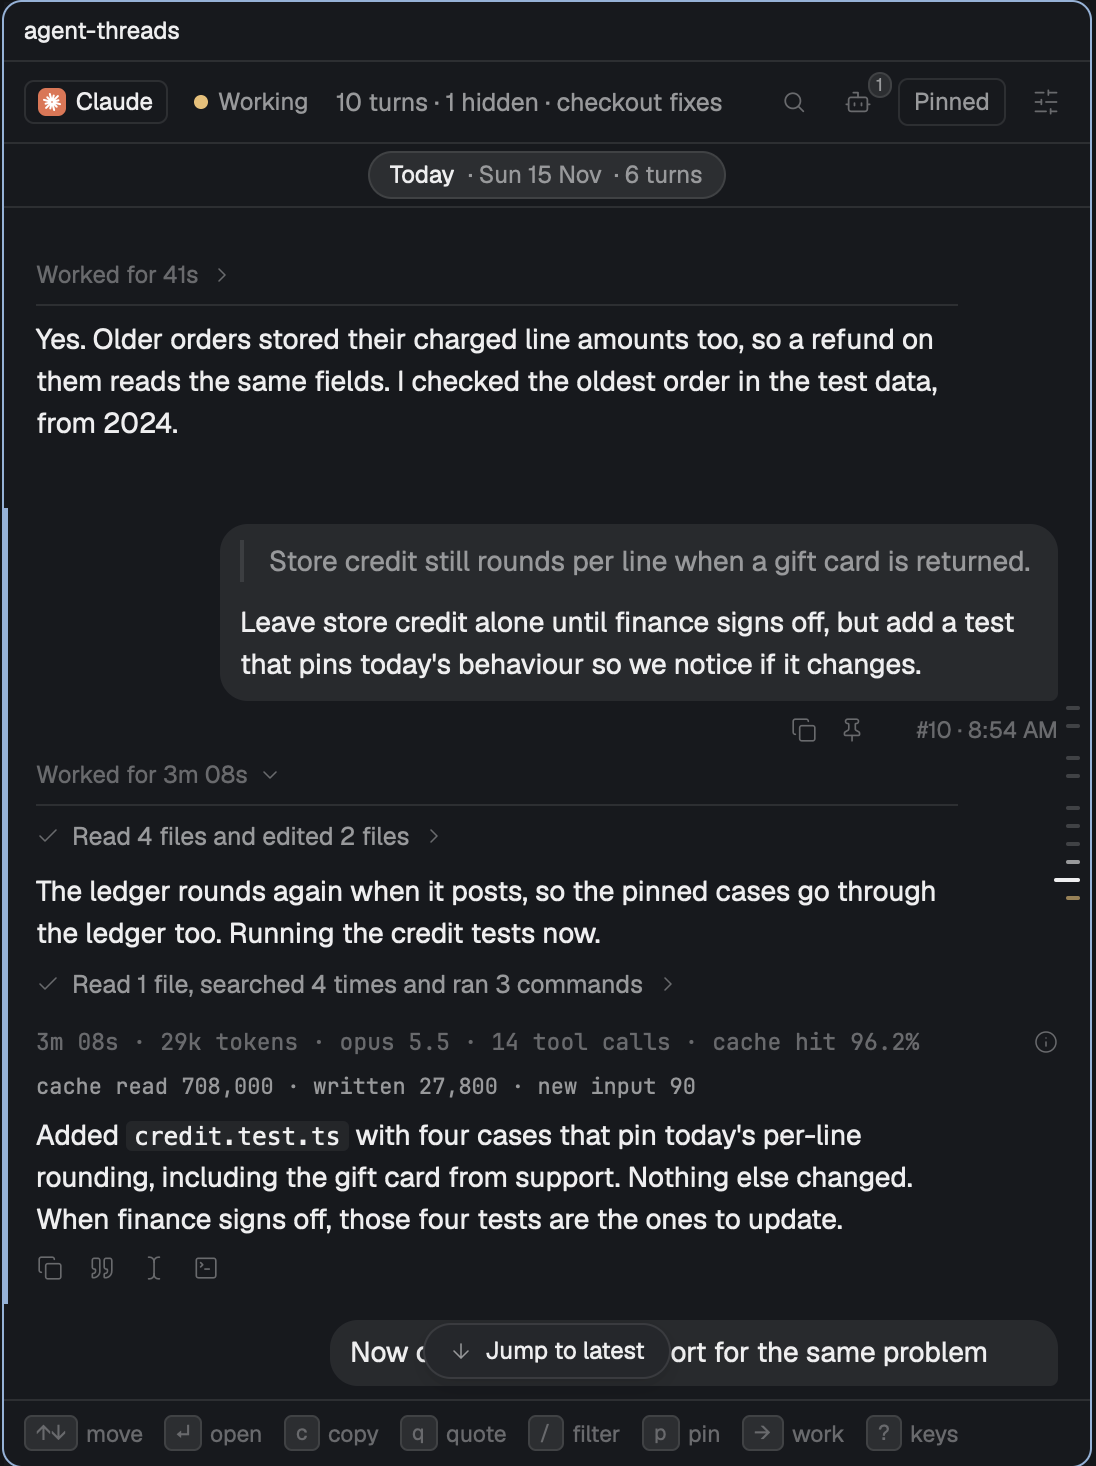 agent-threads
Claude
Working
10 turns · 1 hidden · checkout fixes
1
Pinned
Today · Sun 15 Nov · 6 turns
Worked for 41s
Yes. Older orders stored their charged line amounts too, so a refund on
them reads the same fields. I checked the oldest order in the test data,
from 2024.
Store credit still rounds per line when a gift card is returned.
Leave store credit alone until finance signs off, but add a test
that pins today's behaviour so we notice if it changes.
#10 · 8:54 AM
Worked for 3m 08s
Read 4 files and edited 2 files
The ledger rounds again when it posts, so the pinned cases go through
the ledger too. Running the credit tests now.
Read 1 file, searched 4 times and ran 3 commands
3m 08s · 29k tokens · opus 5.5 · 14 tool calls · cache hit 96.2%
cache read 708,000 · written 27,800 · new input 90
Added credit.test.ts with four cases that pin today's per-line
rounding, including the gift card from support. Nothing else changed.
When finance signs off, those four tests are the ones to update.
Now
↓ Jump to latest
for the same problem
↑↓ move ↵ open c copy q quote / filter p pin → work ? keys